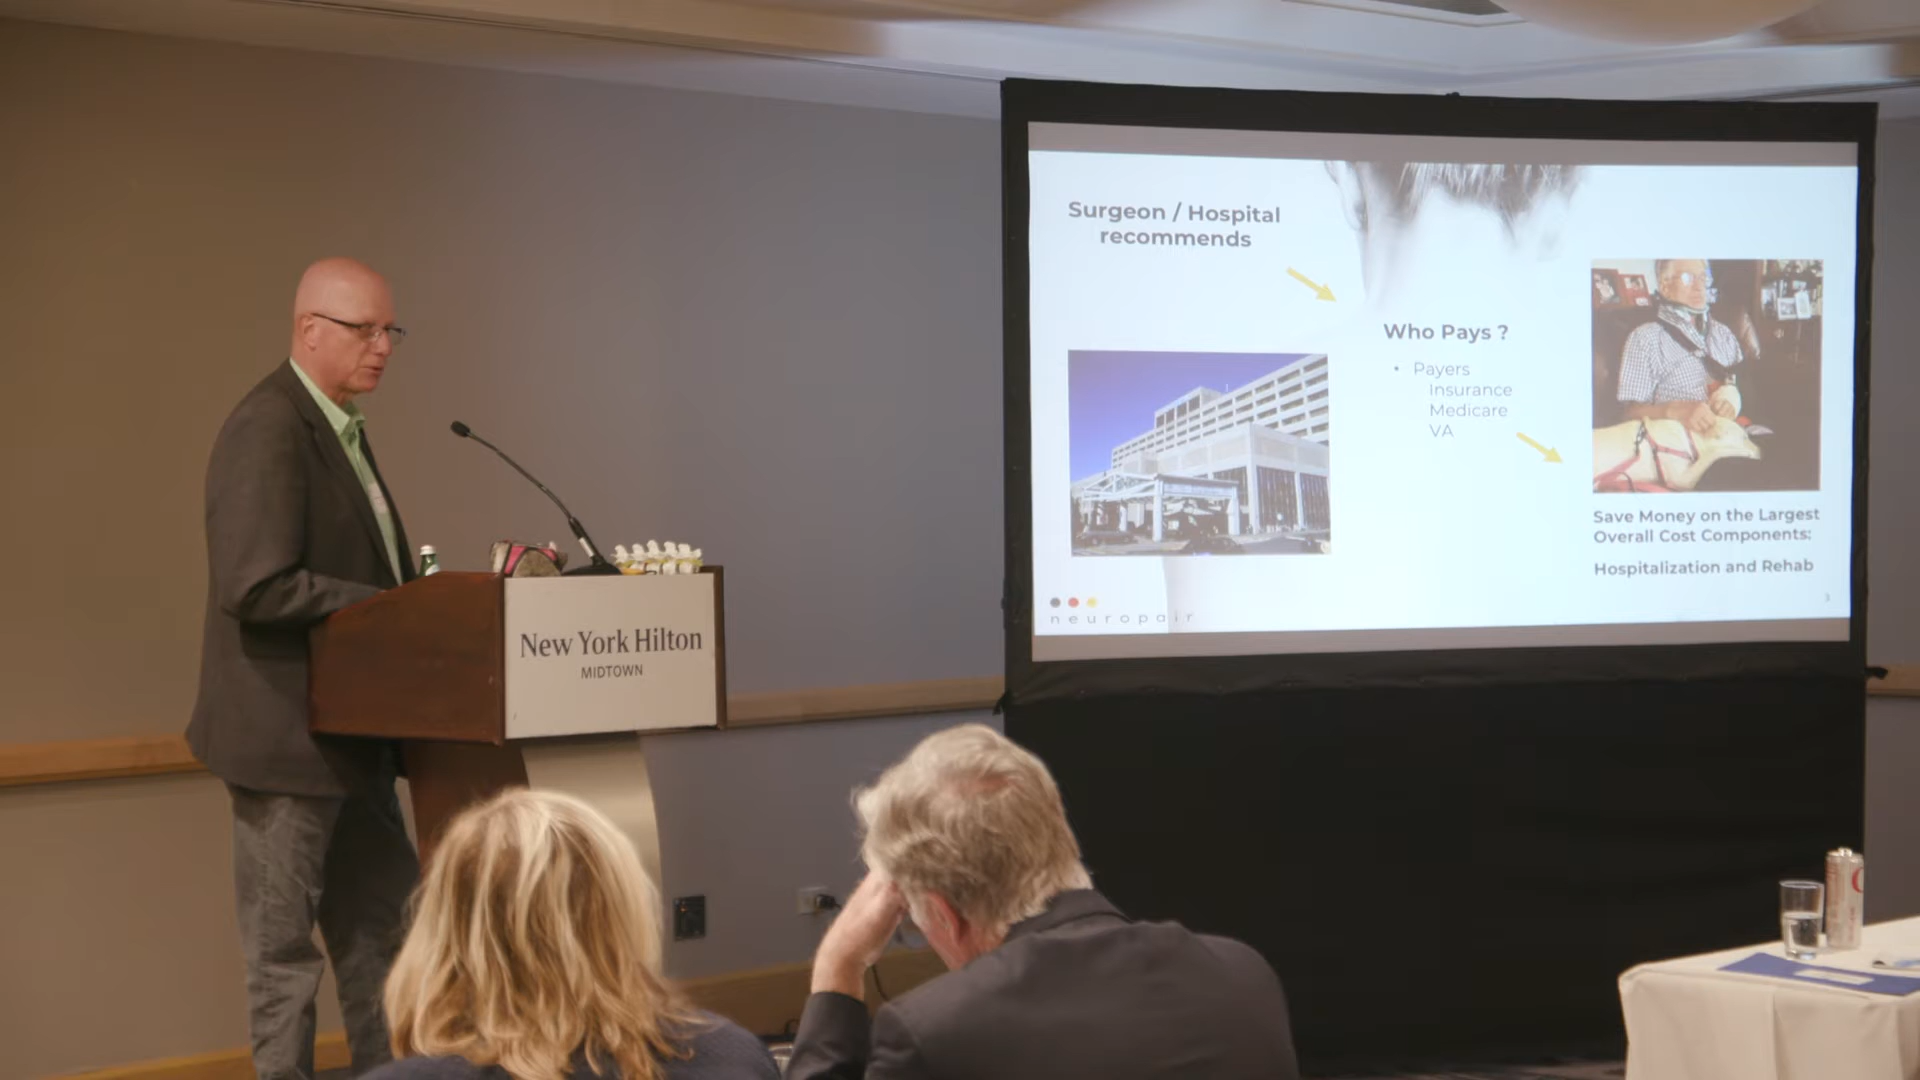 Surgeon / Hospital
recommends
Who Pays ?
• Payers
Insurance
Medicare
VA
Save Money on the Largest
Overall Cost Components:
Hospitalization and Rehab
3
neuropair
New York Hilton
MIDTOWN